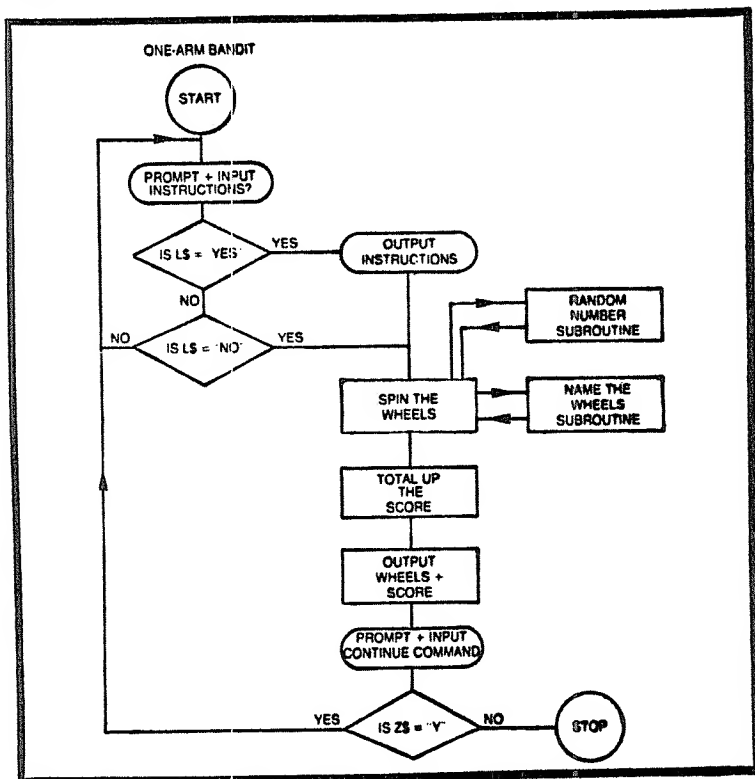 ONE-ARM BANDIT
START
PROMPT + INPUT
INSTRUCTIONS?
IS L$ = "YES"
YES
OUTPUT
INSTRUCTIONS
NO
RANDOM
NUMBER
SUBROUTINE
NO
IS L$ = "NO"
YES
SPIN THE
WHEELS
NAME THE
WHEELS
SUBROUTINE
TOTAL UP
THE
SCORE
OUTPUT
WHEELS +
SCORE
PROMPT + INPUT
CONTINUE COMMAND
YES
IS Z$ = "Y"
NO
STOP